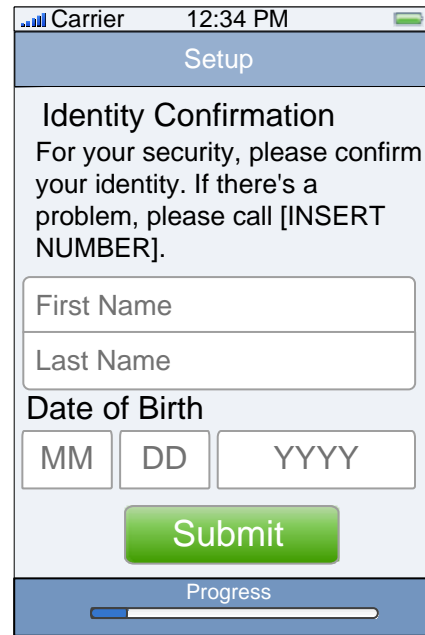 Carrier 12:34 PM
Setup
Identity Confirmation
For your security, please confirm
your identity. If there's a
problem, please call [INSERT
NUMBER].
First Name
Last Name
Date of Birth
MM DD YYYY
Submit
Progress